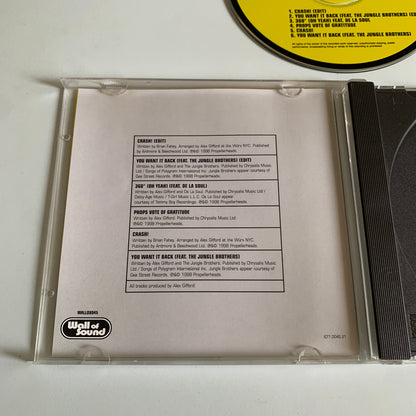 1. CRASH! (EDIT)
2. YOU WANT IT BACK (FEAT. THE JUNGLE BROTHERS) (EDIT)
3. 360° (OH YEAH) FEAT. DE LA SOUL
4. PROPS VOTE OF GRATITUDE
5. CRASH!
6. YOU WANT IT BACK (FEAT. THE JUNGLE BROTHERS)
CRASH! (EDIT)
Written by Brian Fahey. Arranged by Alex Gifford at the Wörx NYC. Published
by Ardmore & Beechwood Ltd. ℗&© 1998 Propellerheads.
YOU WANT IT BACK (FEAT. THE JUNGLE BROTHERS) (EDIT)
Written by Alex Gifford and The Jungle Brothers. Published by Chrysalis Music
Ltd / Songs of Polygram International Inc. Jungle Brothers appear courtesy of
Gee Street Records. ℗&© 1998 Propellerheads.
360° (OH YEAH) FEAT. DE LA SOUL)
Written by Alex Gifford / De La Soul. Published by Chrysalis Music Ltd /
Daisy-Age Music / T-Girl Music L.L.C. De La Soul appear
courtesy of Tommy Boy Recordings. ℗&© 1998 Propellerheads.
PROPS VOTE OF GRATITUDE
Written by Alex Gifford. Published by Chrysalis Music Ltd.
℗&© 1998 Propellerheads.
CRASH!
Written by Brian Fahey. Arranged by Alex Gifford at the Wörx NYC.
Published by Ardmore & Beechwood Ltd. ℗&© 1998 Propellerheads.
YOU WANT IT BACK (FEAT. THE JUNGLE BROTHERS)
Written by Alex Gifford and The Jungle Brothers. Published by Chrysalis Music
Ltd / Songs of Polygram International Inc. Jungle Brothers appear courtesy of
Gee Street Records. ℗&© 1998 Propellerheads.
All tracks produced by Alex Gifford
WALLD3045
Wall of
Sound